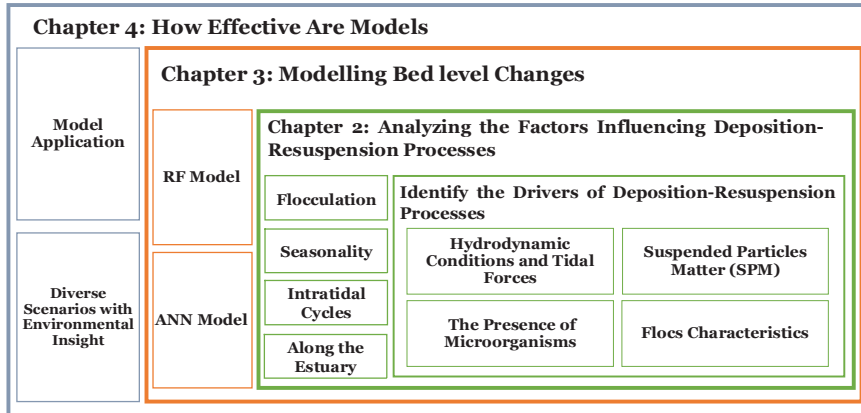 Chapter 4: How Effective Are Models
Model
Application
Diverse
Scenarios with
Environmental
Insight
Chapter 3: Modelling Bed level Changes
RF Model
ANN Model
Chapter 2: Analyzing the Factors Influencing Deposition-
Resuspension Processes
Flocculation
Seasonality
Intratidal
Cycles
Along the
Estuary
Identify the Drivers of Deposition-Resuspension
Processes
Hydrodynamic
Conditions and Tidal
Forces
Suspended Particles
Matter (SPM)
The Presence of
Microorganisms
Flocs Characteristics